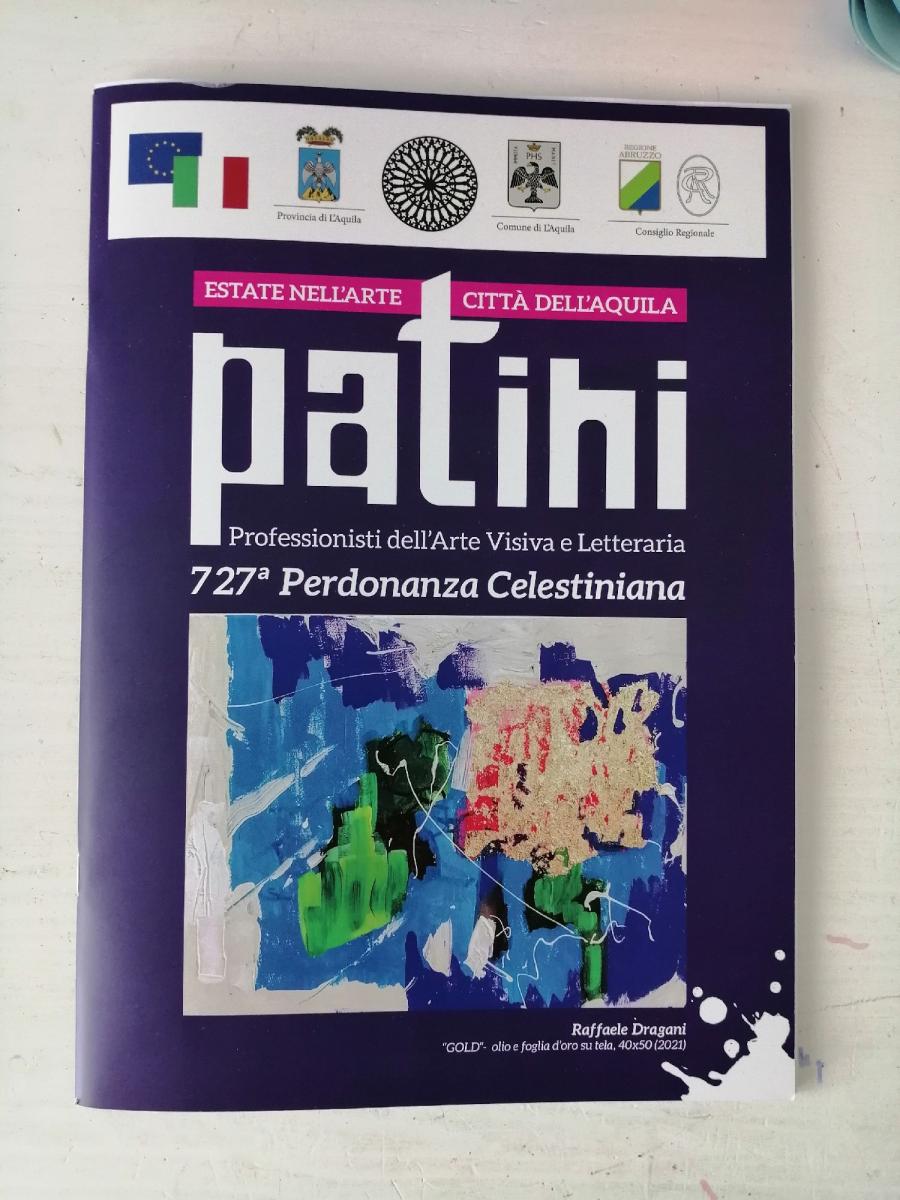 Provincia di L'Aquila
PHS
Comune di L'Aquila
REGIONE
ABRUZZO
Consiglio Regionale
ESTATE NELL'ARTE CITTÀ DELL'AQUILA
patini
Professionisti dell'Arte Visiva e Letteraria
727ª Perdonanza Celestiniana
Raffaele Dragani
"GOLD"- olio e foglia d'oro su tela, 40x50 (2021)